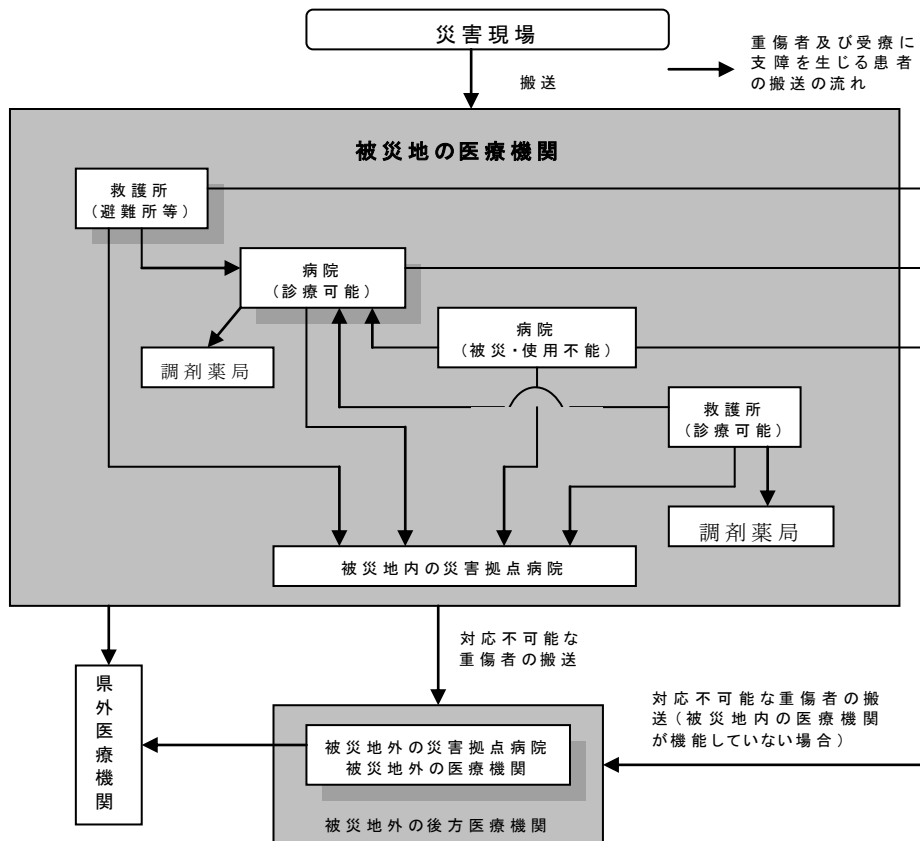 災害現場
搬送
重傷者及び受療に
支障を生じる患者
の搬送の流れ
被災地の医療機関
救護所
（避難所等）
病院
（診療可能）
病院
（被災・使用不能）
調剤薬局
救護所
（診療可能）
調剤薬局
被災地内の災害拠点病院
対応不可能な
重傷者の搬送
県外医療機関
対応不可能な重傷者の搬
送（被災地内の医療機関
が機能していない場合）
被災地外の災害拠点病院
被災地外の医療機関
被災地外の後方医療機関